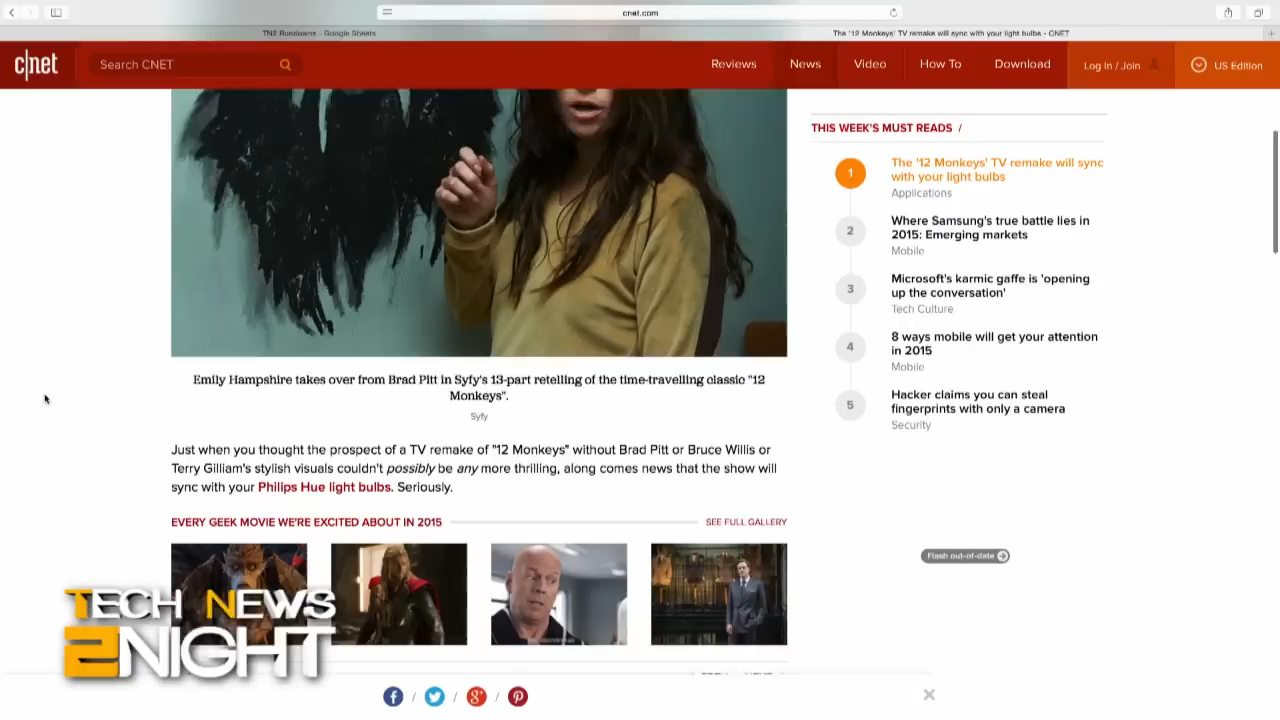 cnet.com
TN2 Rundowns - Google Sheets
The '12 Monkeys' TV remake will sync with your light bulbs - CNET
c|net
Search CNET
Reviews
News
Video
How To
Download
Log In / Join
US Edition
THIS WEEK'S MUST READS /
1
The '12 Monkeys' TV remake will sync
with your light bulbs
Applications
2
Where Samsung's true battle lies in
2015: Emerging markets
Mobile
3
Microsoft's karmic gaffe is 'opening
up the conversation'
Tech Culture
4
8 ways mobile will get your attention
in 2015
Mobile
5
Hacker claims you can steal
fingerprints with only a camera
Security
Emily Hampshire takes over from Brad Pitt in Syfy's 13-part retelling of the time-travelling classic "12
Monkeys".
Syfy
Just when you thought the prospect of a TV remake of "12 Monkeys" without Brad Pitt or Bruce Willis or
Terry Gilliam's stylish visuals couldn't possibly be any more thrilling, along comes news that the show will
sync with your Philips Hue light bulbs. Seriously.
EVERY GEEK MOVIE WE'RE EXCITED ABOUT IN 2015
SEE FULL GALLERY
Flash out-of-date
TECH NEWS
2NIGHT